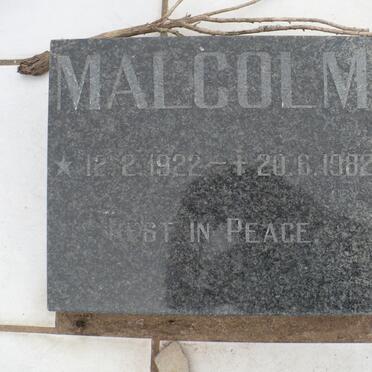 MALCOLM
★ 12.2.1922 – ✝ 20.6.1982
REST IN PEACE